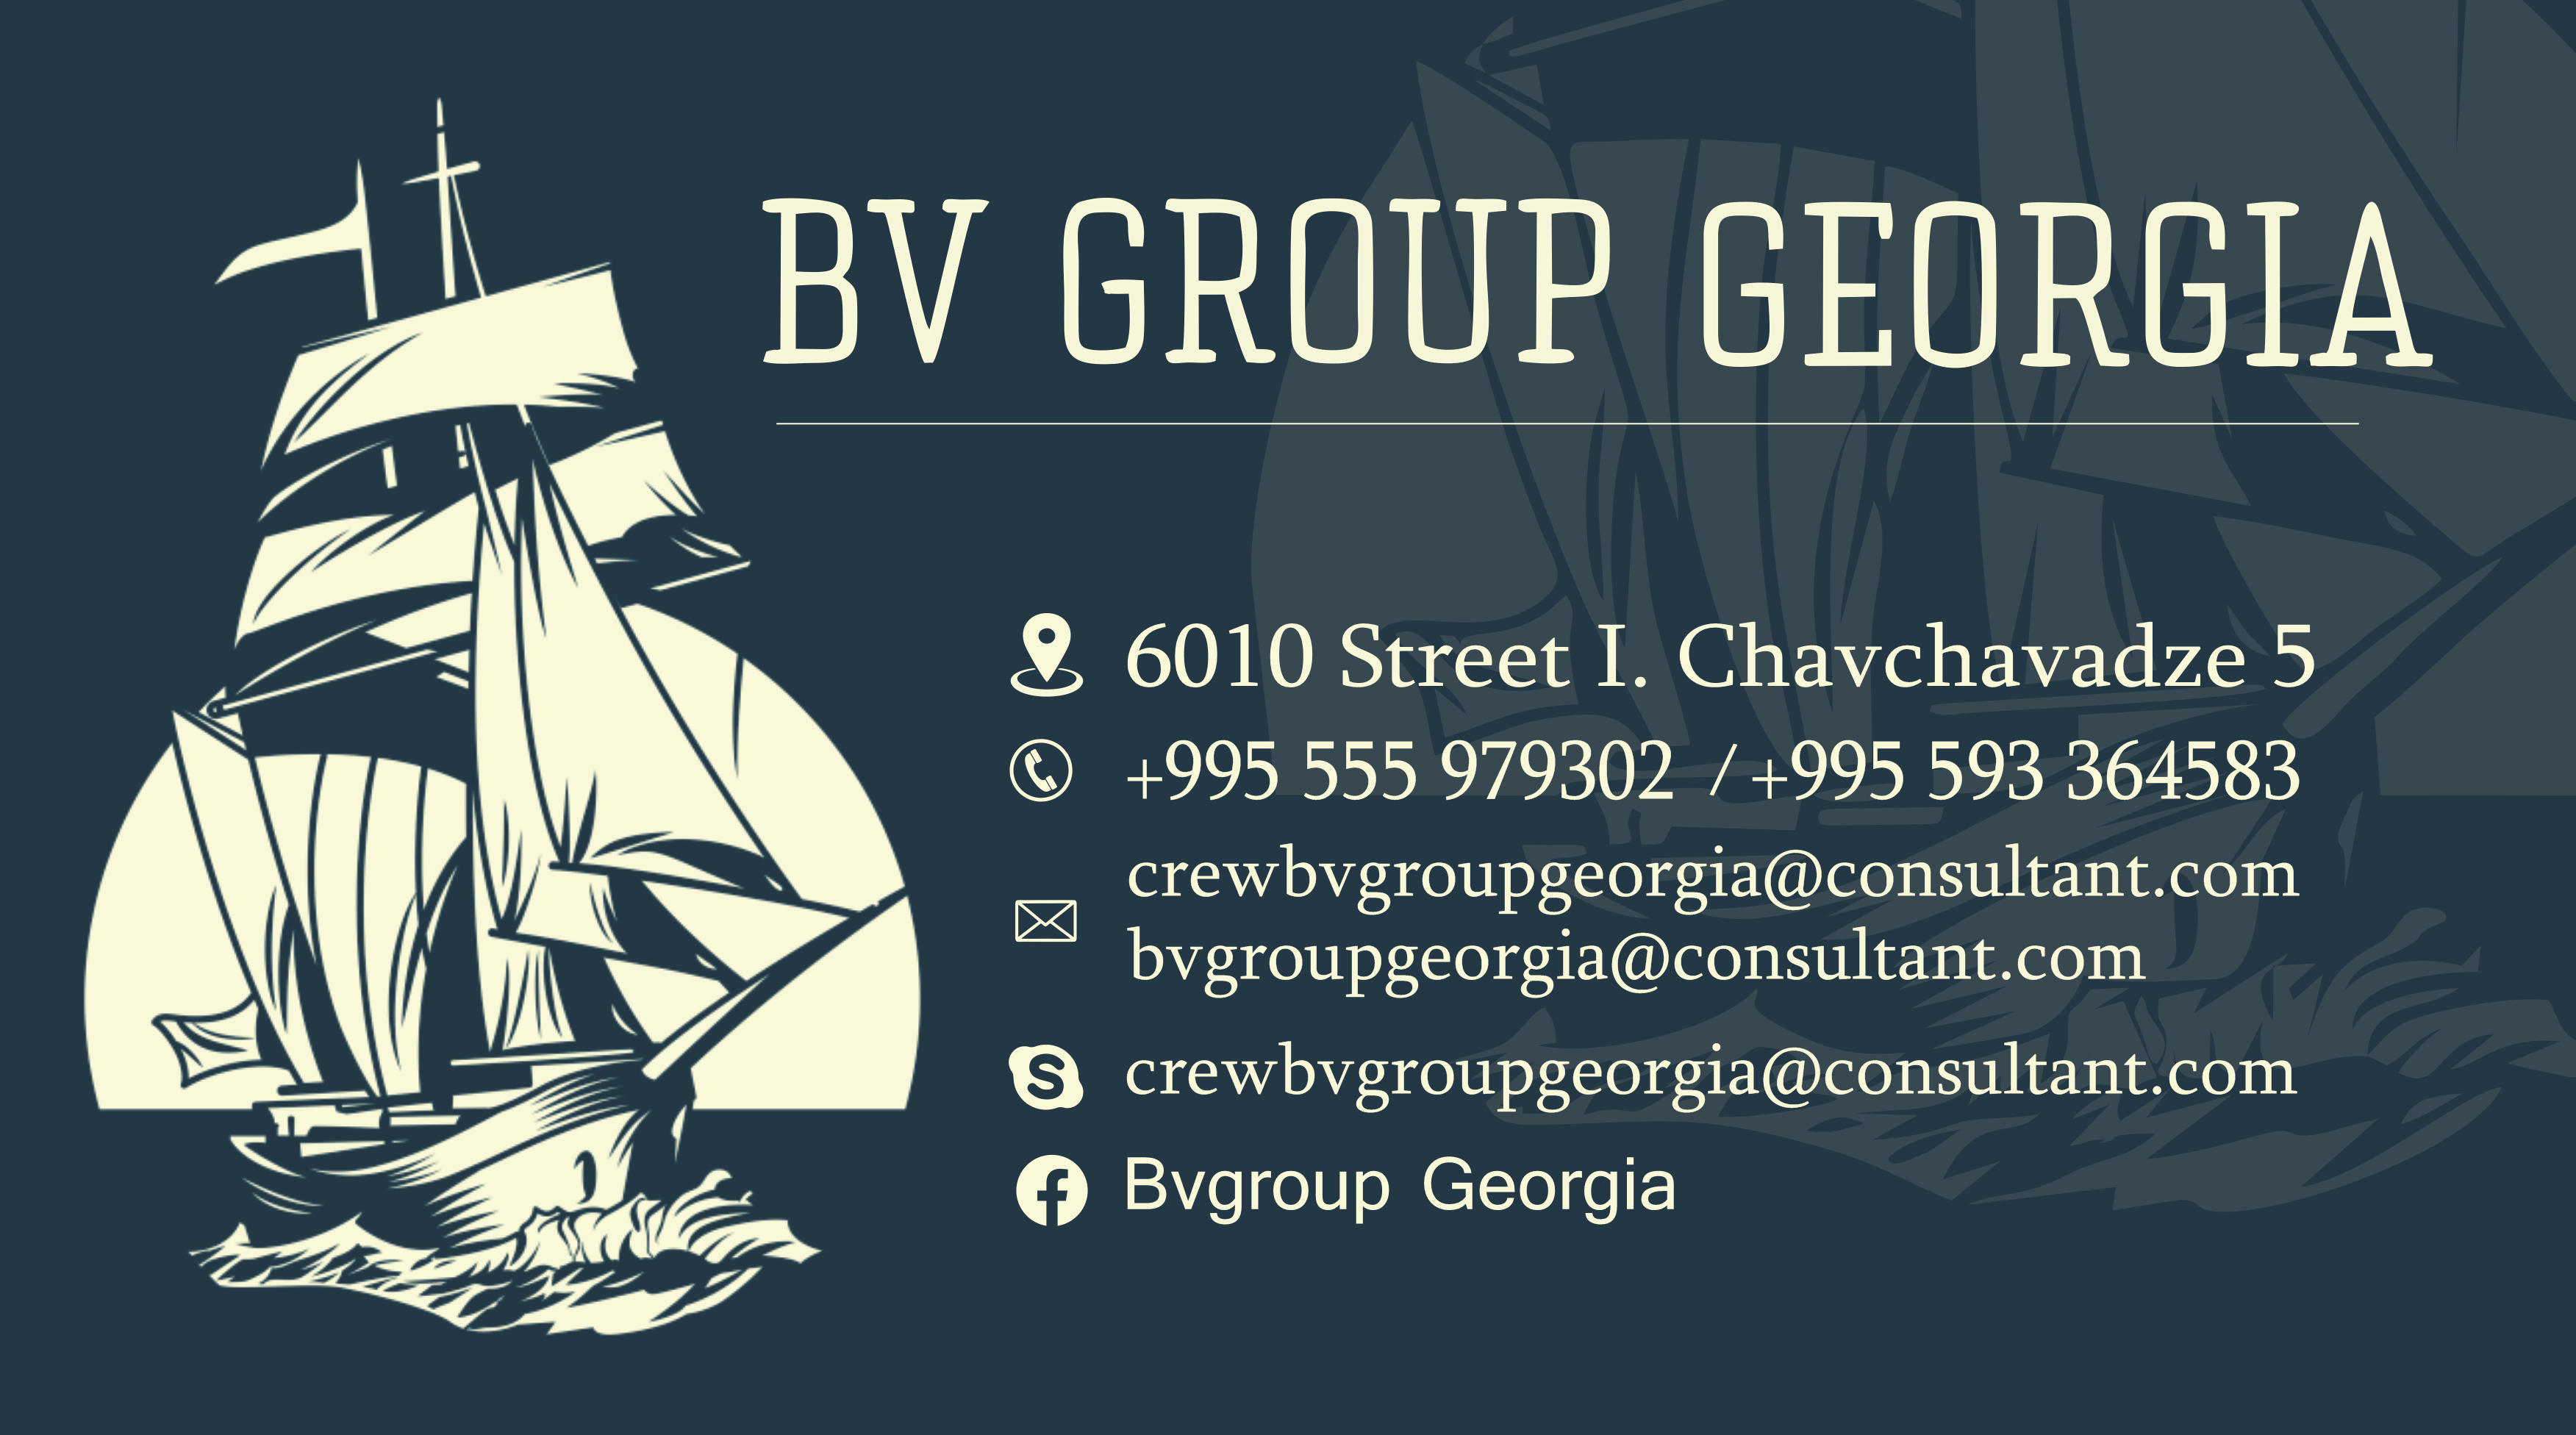 BV GROUP GEORGIA
6010 Street I. Chavchavadze 5
+995 555 979302 / +995 593 364583
crewbvgroupgeorgia@consultant.com
bvgroupgeorgia@consultant.com
crewbvgroupgeorgia@consultant.com
Bvgroup Georgia